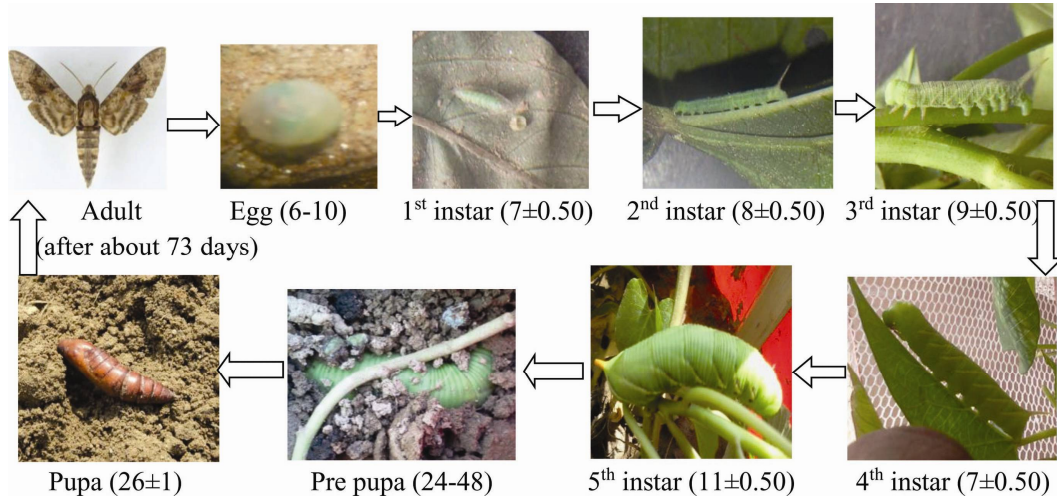 Adult
(after about 73 days)
Egg (6-10)
1st instar (7±0.50)
2nd instar (8±0.50)
3rd instar (9±0.50)
4th instar (7±0.50)
5th instar (11±0.50)
Pre pupa (24-48)
Pupa (26±1)